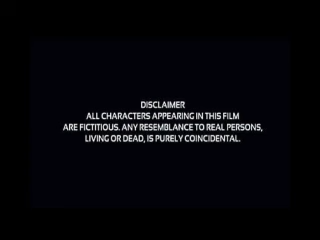 DISCLAIMER
ALL CHARACTERS APPEARING IN THIS FILM
ARE FICTITIOUS. ANY RESEMBLANCE TO REAL PERSONS,
LIVING OR DEAD, IS PURELY COINCIDENTAL.